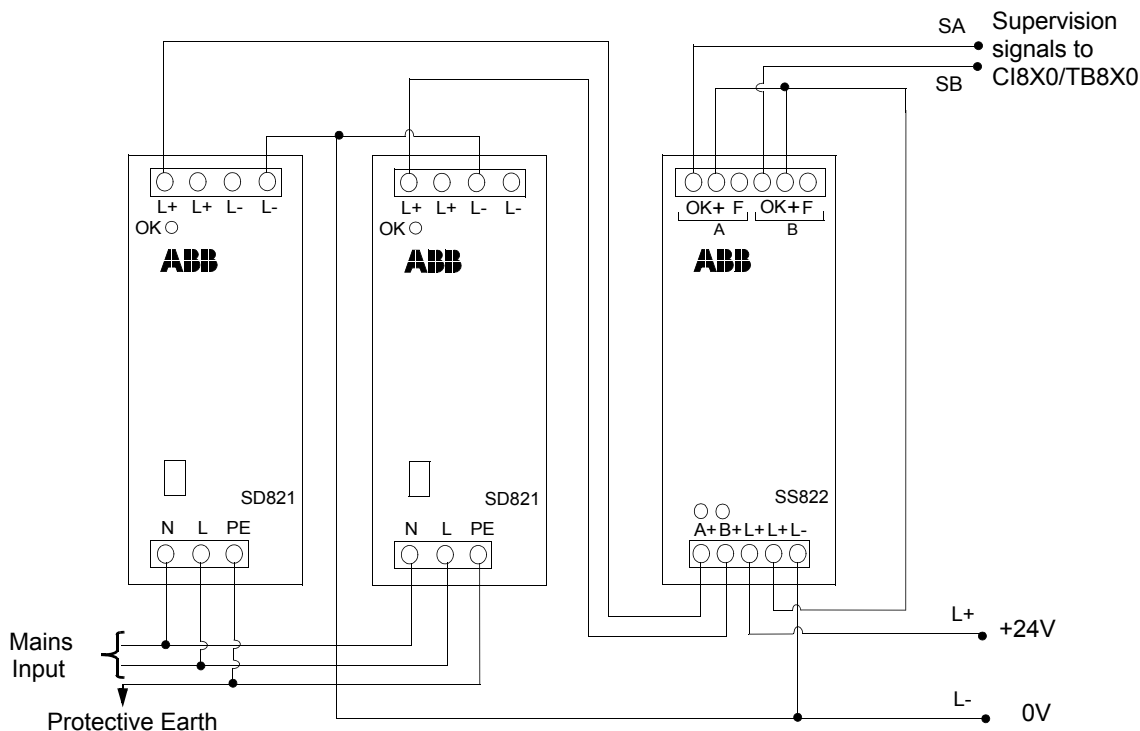 SA
Supervision
signals to
CI8X0/TB8X0
SB
L+ L+ L- L-
OK
ABB
SD821
N L PE
L+ L+ L- L-
OK
ABB
SD821
N L PE
OK+ F OK+F
A B
ABB
SS822
A+ B+ L+ L+ L-
Mains
Input
Protective Earth
L+
+24V
L-
0V